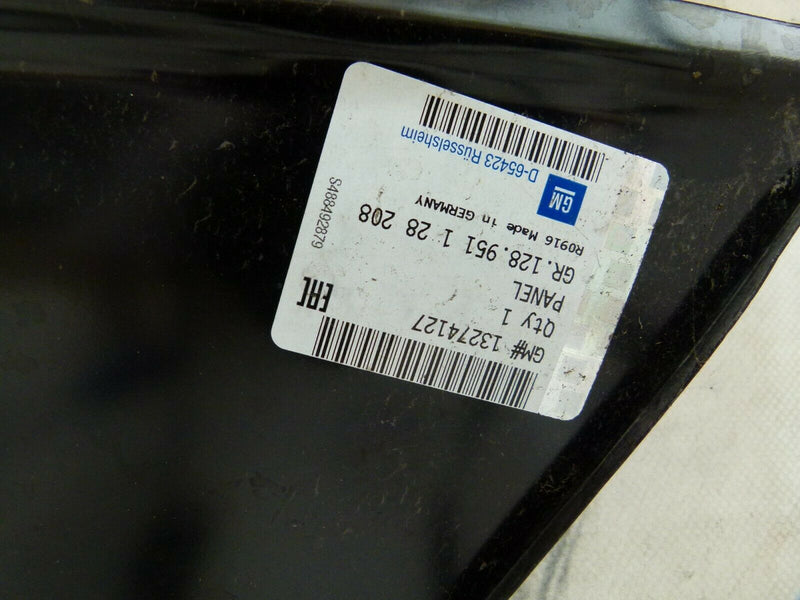 GM# 13274127
Qty 1
PANEL
GR.128.951 1 28 208
R0916 Made in GERMANY
GM
D-65423 Rüsselsheim
EAC
S488492879